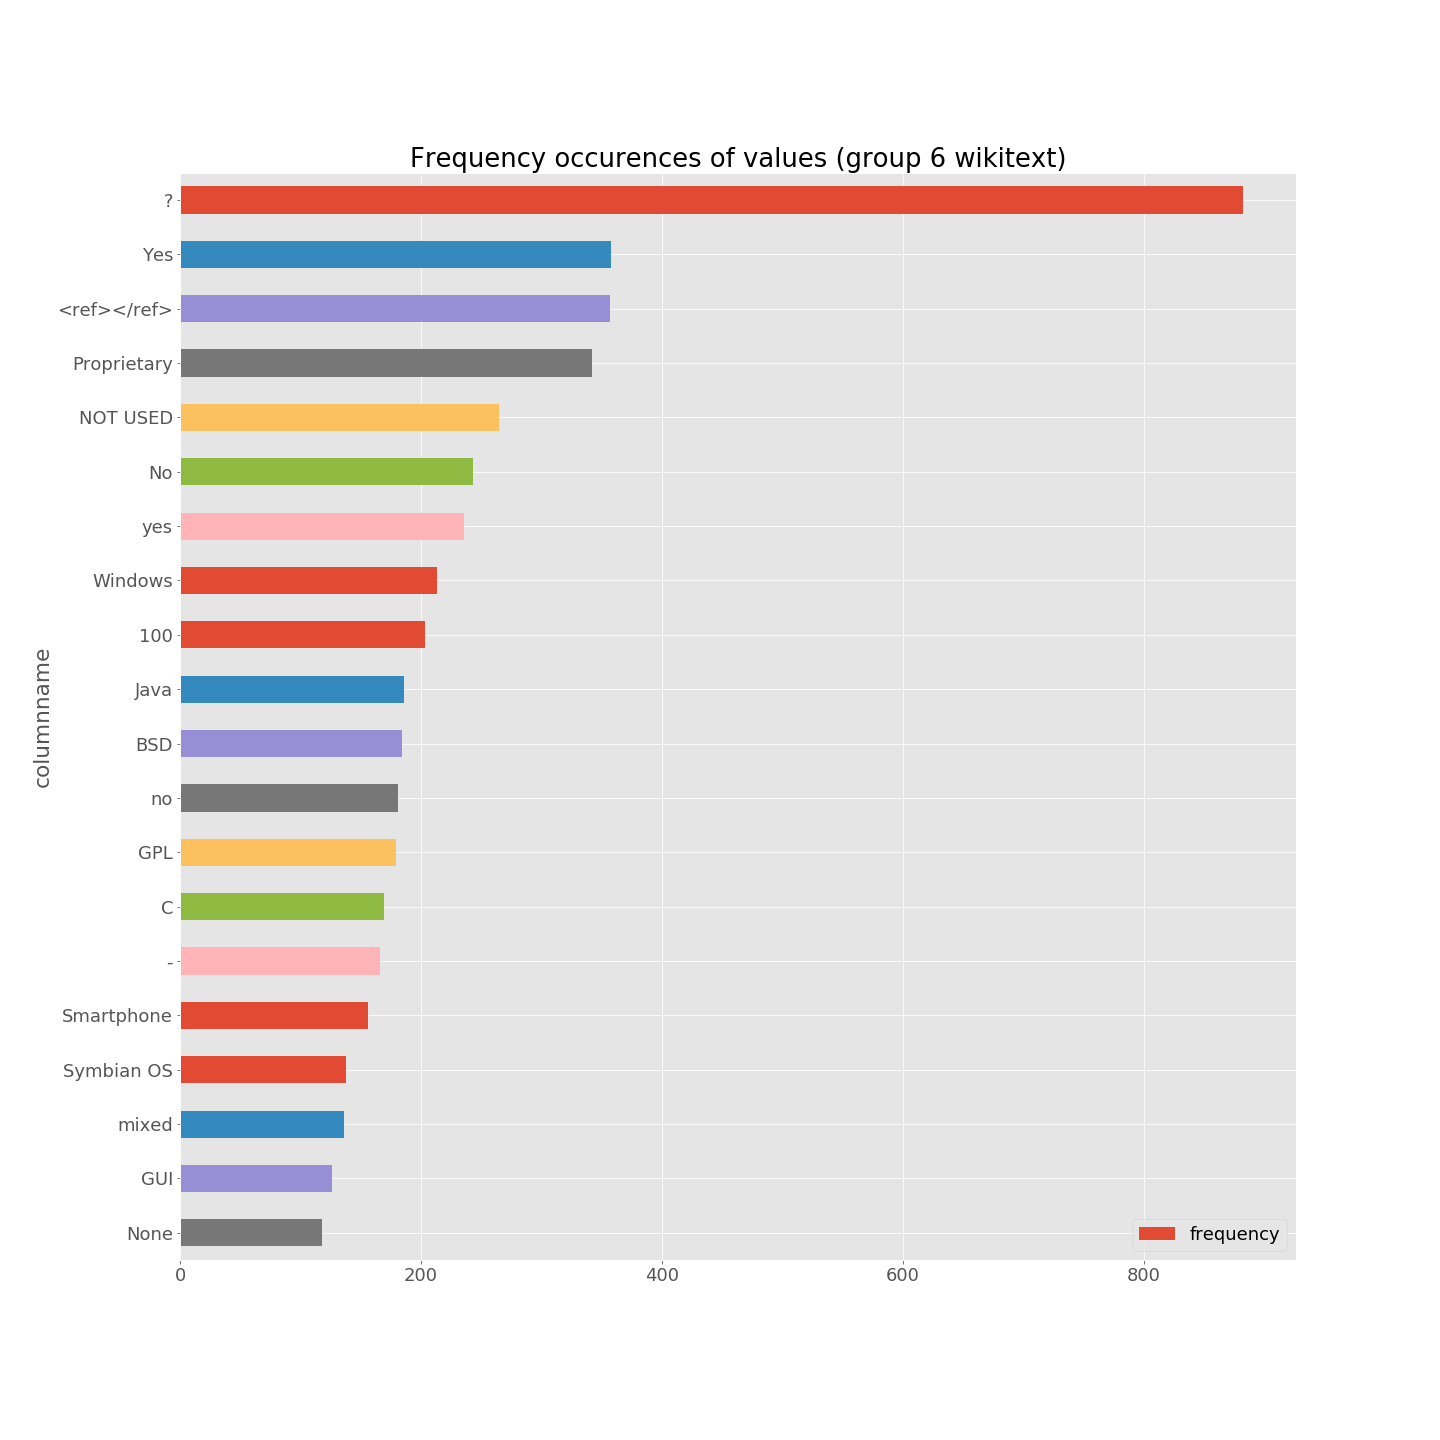 Frequency occurences of values (group 6 wikitext)
?
Yes
<ref></ref>
Proprietary
NOT USED
No
yes
Windows
100
Java
BSD
no
GPL
C
-
Smartphone
Symbian OS
mixed
GUI
None
columnname
frequency
0 200 400 600 800